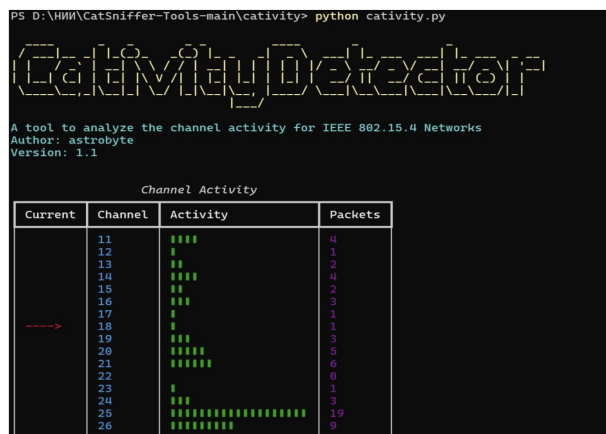 PS D:\НИИ\CatSniffer-Tools-main\cativity> python cativity.py
Cativity Detector
A tool to analyze the channel activity for IEEE 802.15.4 Networks
Author: astrobyte
Version: 1.1
Channel Activity
Current Channel Activity Packets
11 4
12 1
13 2
14 4
15 2
16 3
17 1
----> 18 1
19 3
20 5
21 6
22 0
23 1
24 3
25 19
26 9